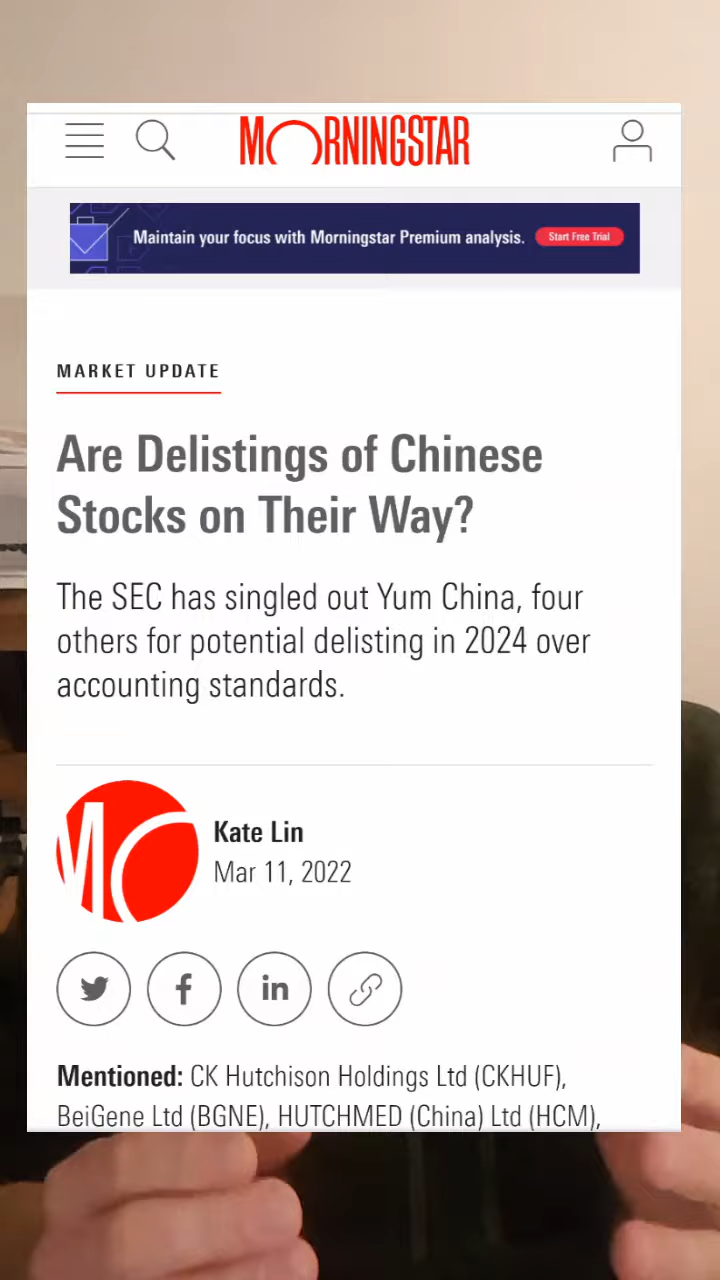 MORNINGSTAR
Maintain your focus with Morningstar Premium analysis. Start Free Trial
MARKET UPDATE
Are Delistings of Chinese
Stocks on Their Way?
The SEC has singled out Yum China, four
others for potential delisting in 2024 over
accounting standards.
Kate Lin
Mar 11, 2022
Mentioned: CK Hutchison Holdings Ltd (CKHUF),
BeiGene Ltd (BGNE), HUTCHMED (China) Ltd (HCM),